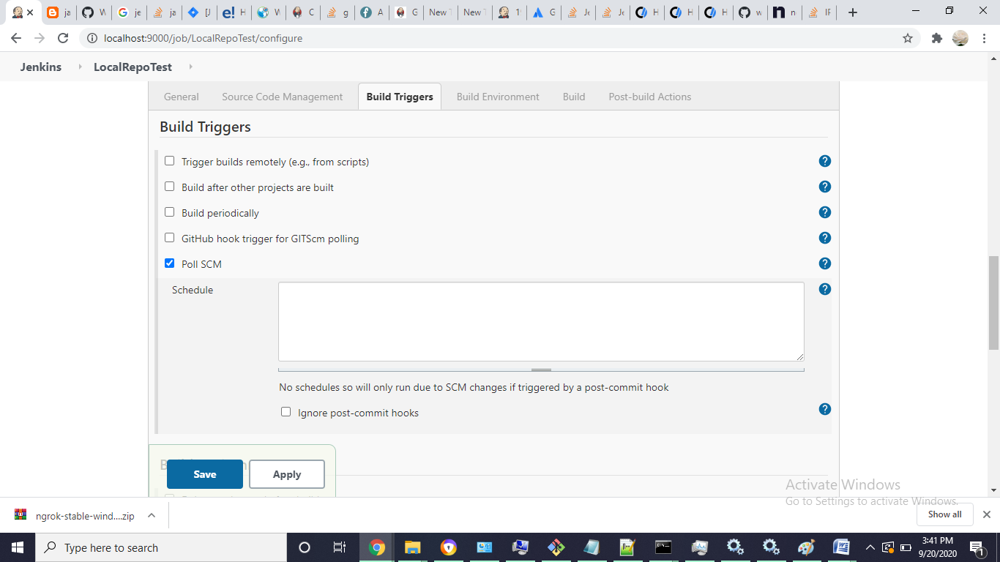 ja
W
je
ja
[J
e! H
W
C
g
A
G
New T
New T
1
G
Je
Je
H
H
H
w
n
IF
localhost:9000/job/LocalRepoTest/configure
Jenkins LocalRepoTest
General Source Code Management Build Triggers Build Environment Build Post-build Actions
Build Triggers
Trigger builds remotely (e.g., from scripts)
Build after other projects are built
Build periodically
GitHub hook trigger for GITScm polling
Poll SCM
Schedule
No schedules so will only run due to SCM changes if triggered by a post-commit hook
Ignore post-commit hooks
Save Apply
Activate Windows
Go to Settings to activate Windows.
ngrok-stable-wind....zip
Show all
Type here to search
3:41 PM
9/20/2020
1